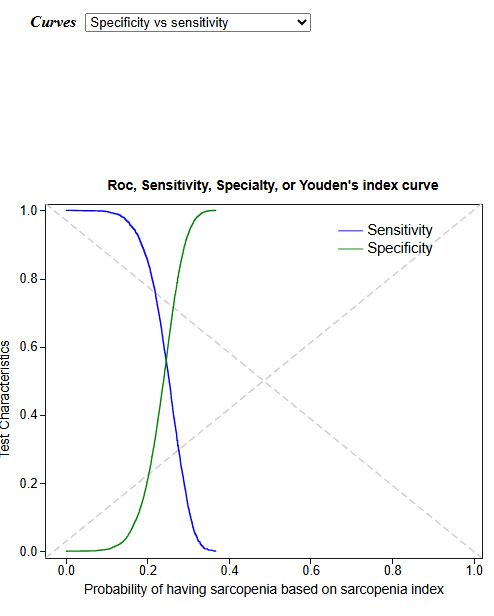 Curves Specificity vs sensitivity
Roc, Sensitivity, Specialty, or Youden's index curve
Sensitivity
Specificity
Test Characteristics
1.0
0.8
0.6
0.4
0.2
0.0
0.0 0.2 0.4 0.6 0.8 1.0
Probability of having sarcopenia based on sarcopenia index